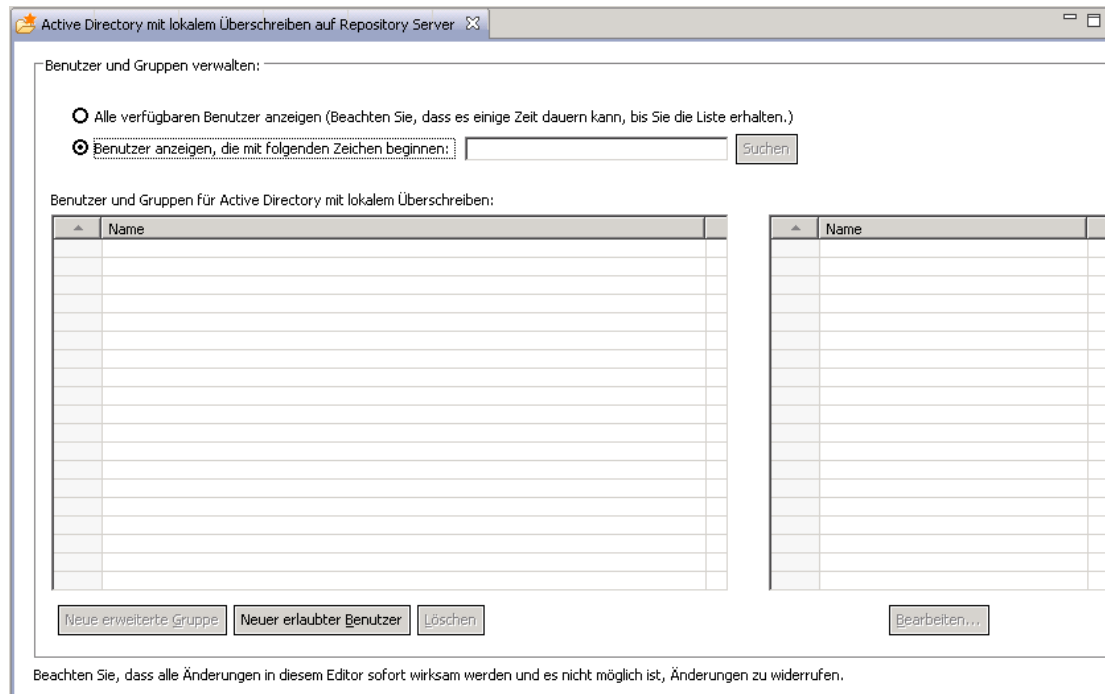 Active Directory mit lokalem Überschreiben auf Repository Server
Benutzer und Gruppen verwalten:
Alle verfügbaren Benutzer anzeigen (Beachten Sie, dass es einige Zeit dauern kann, bis Sie die Liste erhalten.)
Benutzer anzeigen, die mit folgenden Zeichen beginnen: Suchen
Benutzer und Gruppen für Active Directory mit lokalem Überschreiben:
Name Name
Neue erweiterte Gruppe Neuer erlaubter Benutzer Löschen Bearbeiten...
Beachten Sie, dass alle Änderungen in diesem Editor sofort wirksam werden und es nicht möglich ist, Änderungen zu widerrufen.